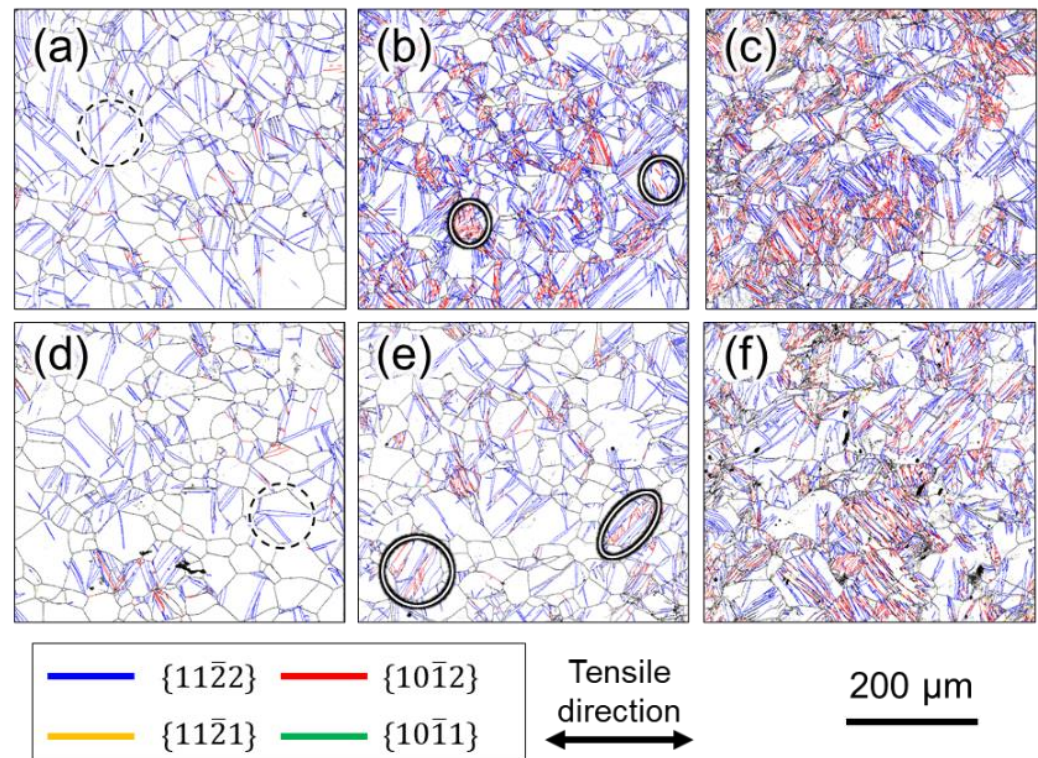 (a) (b) (c)
(d) (e) (f)
{112̄2} {101̄2}
Tensile
direction
200 µm
{112̄1} {101̄1}